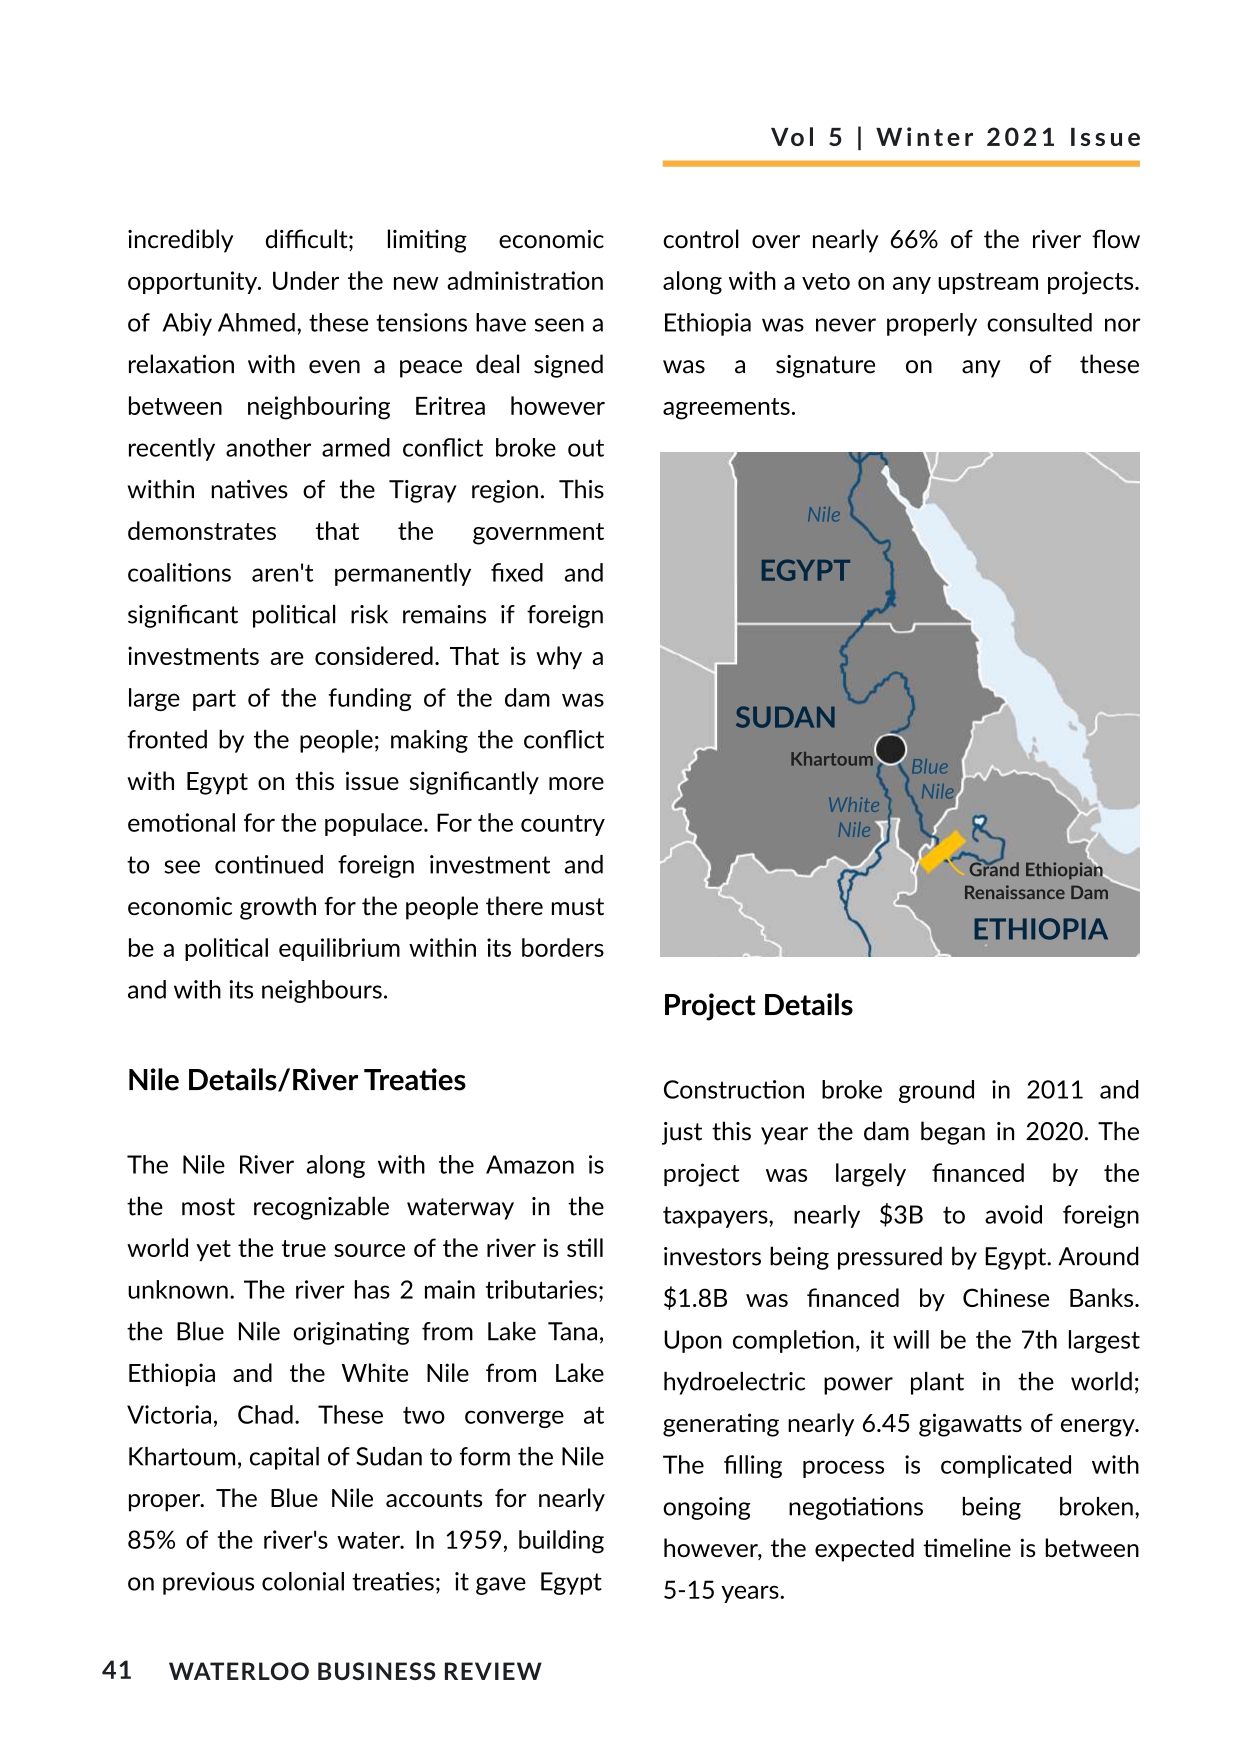 Vol 5 | Winter 2021 Issue
incredibly difficult; limiting economic
opportunity. Under the new administration
of Abiy Ahmed, these tensions have seen a
relaxation with even a peace deal signed
between neighbouring Eritrea however
recently another armed conflict broke out
within natives of the Tigray region. This
demonstrates that the government
coalitions aren't permanently fixed and
significant political risk remains if foreign
investments are considered. That is why a
large part of the funding of the dam was
fronted by the people; making the conflict
with Egypt on this issue significantly more
emotional for the populace. For the country
to see continued foreign investment and
economic growth for the people there must
be a political equilibrium within its borders
and with its neighbours.
Nile Details/River Treaties
The Nile River along with the Amazon is
the most recognizable waterway in the
world yet the true source of the river is still
unknown. The river has 2 main tributaries;
the Blue Nile originating from Lake Tana,
Ethiopia and the White Nile from Lake
Victoria, Chad. These two converge at
Khartoum, capital of Sudan to form the Nile
proper. The Blue Nile accounts for nearly
85% of the river's water. In 1959, building
on previous colonial treaties; it gave Egypt
control over nearly 66% of the river flow
along with a veto on any upstream projects.
Ethiopia was never properly consulted nor
was a signature on any of these
agreements.
Nile
EGYPT
SUDAN
Khartoum
Blue
Nile
White
Nile
Grand Ethiopian
Renaissance Dam
ETHIOPIA
Project Details
Construction broke ground in 2011 and
just this year the dam began in 2020. The
project was largely financed by the
taxpayers, nearly $3B to avoid foreign
investors being pressured by Egypt. Around
$1.8B was financed by Chinese Banks.
Upon completion, it will be the 7th largest
hydroelectric power plant in the world;
generating nearly 6.45 gigawatts of energy.
The filling process is complicated with
ongoing negotiations being broken,
however, the expected timeline is between
5-15 years.
41 WATERLOO BUSINESS REVIEW